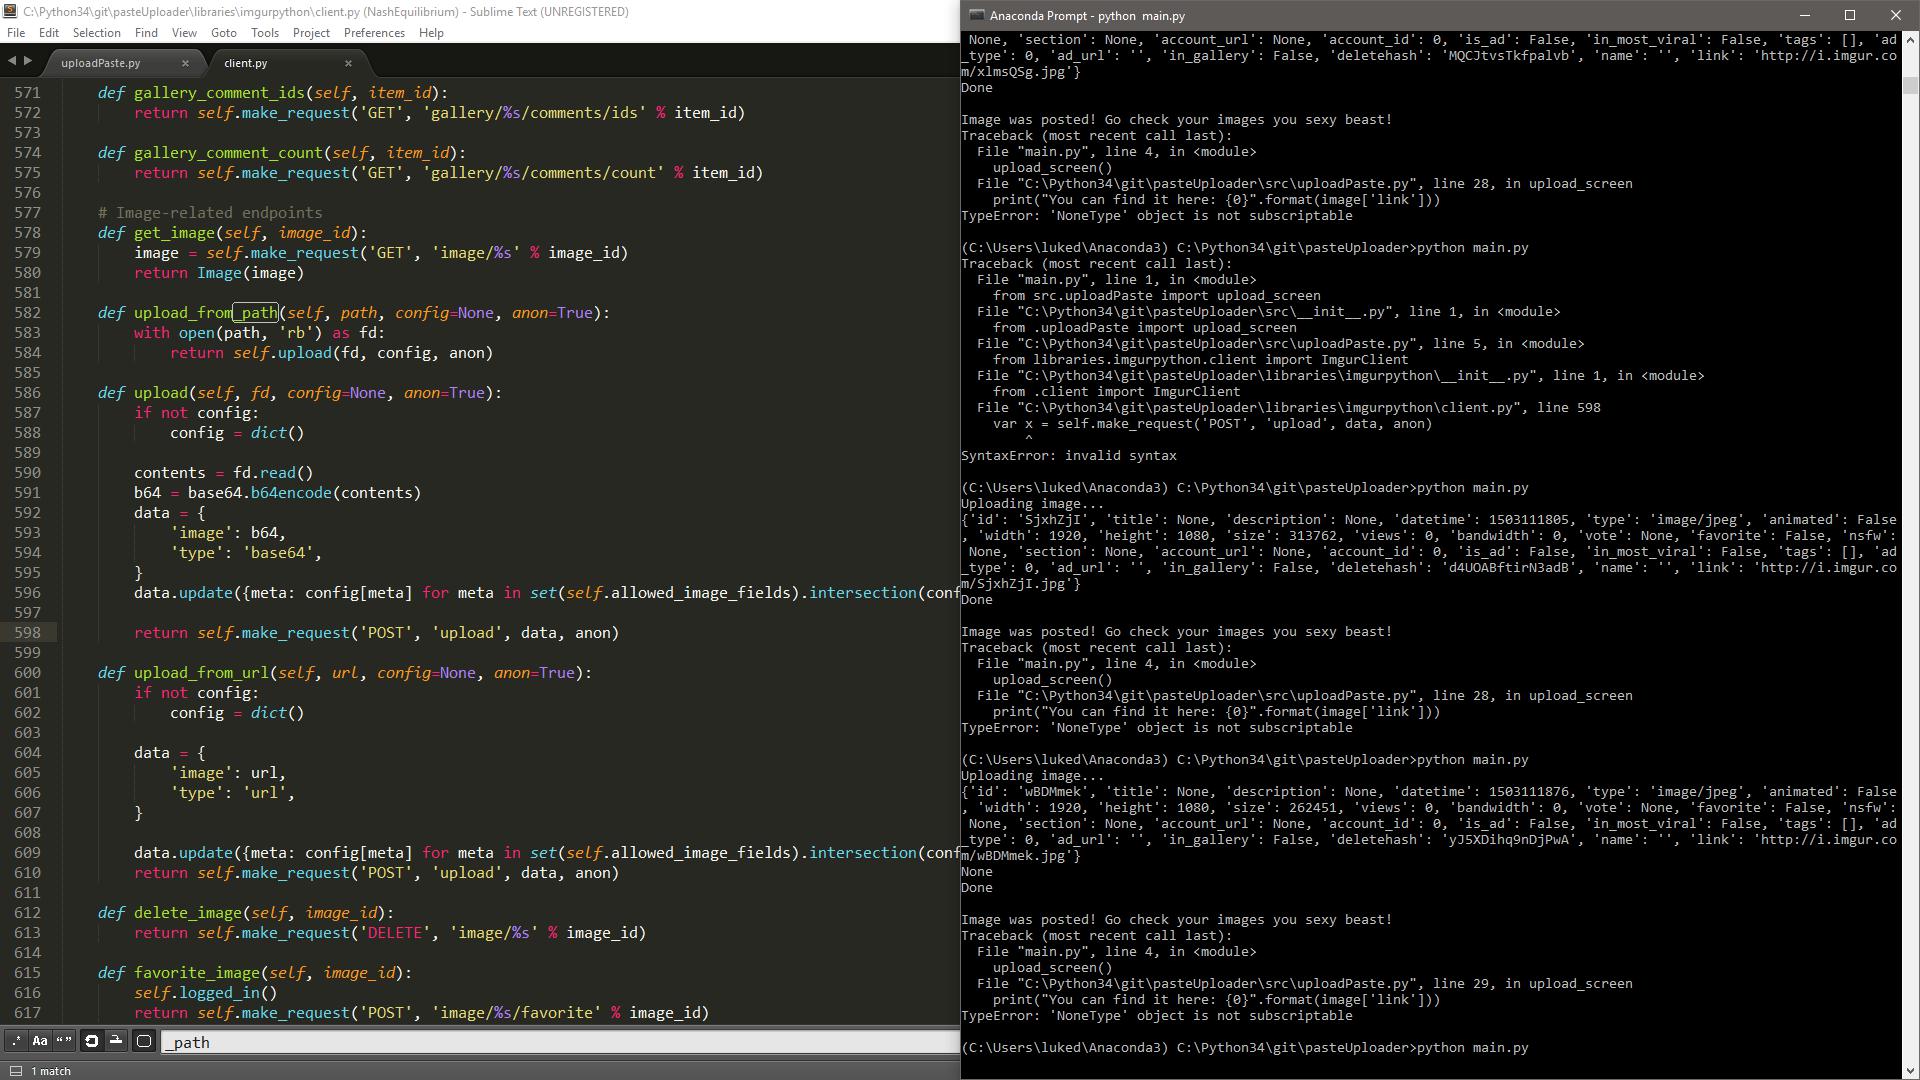 C:\Python34\git\pasteUploader\libraries\imgurpython\client.py (NashEquilibrium) - Sublime Text (UNREGISTERED)
File Edit Selection Find View Goto Tools Project Preferences Help
uploadPaste.py × client.py ×
571 def gallery_comment_ids(self, item_id):
572 return self.make_request('GET', 'gallery/%s/comments/ids' % item_id)
573
574 def gallery_comment_count(self, item_id):
575 return self.make_request('GET', 'gallery/%s/comments/count' % item_id)
576
577 # Image-related endpoints
578 def get_image(self, image_id):
579 image = self.make_request('GET', 'image/%s' % image_id)
580 return Image(image)
581
582 def upload_from_path(self, path, config=None, anon=True):
583 with open(path, 'rb') as fd:
584 return self.upload(fd, config, anon)
585
586 def upload(self, fd, config=None, anon=True):
587 if not config:
588 config = dict()
589
590 contents = fd.read()
591 b64 = base64.b64encode(contents)
592 data = {
593 'image': b64,
594 'type': 'base64',
595 }
596 data.update({meta: config[meta] for meta in set(self.allowed_image_fields).intersection(conf
597
598 return self.make_request('POST', 'upload', data, anon)
599
600 def upload_from_url(self, url, config=None, anon=True):
601 if not config:
602 config = dict()
603
604 data = {
605 'image': url,
606 'type': 'url',
607 }
608
609 data.update({meta: config[meta] for meta in set(self.allowed_image_fields).intersection(conf
610 return self.make_request('POST', 'upload', data, anon)
611
612 def delete_image(self, image_id):
613 return self.make_request('DELETE', 'image/%s' % image_id)
614
615 def favorite_image(self, image_id):
616 self.logged_in()
617 return self.make_request('POST', 'image/%s/favorite' % image_id)
.* Aa “” _path
1 match
Anaconda Prompt - python  main.py
None, 'section': None, 'account_url': None, 'account_id': 0, 'is_ad': False, 'in_most_viral': False, 'tags': [], 'ad
_type': 0, 'ad_url': '', 'in_gallery': False, 'deletehash': 'MQCJtvsTkfpalvb', 'name': '', 'link': 'http://i.imgur.co
m/xlmsQSg.jpg'}
Done
Image was posted! Go check your images you sexy beast!
Traceback (most recent call last):
File "main.py", line 4, in <module>
upload_screen()
File "C:\Python34\git\pasteUploader\src\uploadPaste.py", line 28, in upload_screen
print("You can find it here: {0}".format(image['link']))
TypeError: 'NoneType' object is not subscriptable
(C:\Users\luked\Anaconda3) C:\Python34\git\pasteUploader>python main.py
Traceback (most recent call last):
File "main.py", line 1, in <module>
from src.uploadPaste import upload_screen
File "C:\Python34\git\pasteUploader\src\__init__.py", line 1, in <module>
from .uploadPaste import upload_screen
File "C:\Python34\git\pasteUploader\src\uploadPaste.py", line 5, in <module>
from libraries.imgurpython.client import ImgurClient
File "C:\Python34\git\pasteUploader\libraries\imgurpython\__init__.py", line 1, in <module>
from .client import ImgurClient
File "C:\Python34\git\pasteUploader\libraries\imgurpython\client.py", line 598
var x = self.make_request('POST', 'upload', data, anon)
^
SyntaxError: invalid syntax
(C:\Users\luked\Anaconda3) C:\Python34\git\pasteUploader>python main.py
Uploading image...
{'id': 'SjxhZjI', 'title': None, 'description': None, 'datetime': 1503111805, 'type': 'image/jpeg', 'animated': False
, 'width': 1920, 'height': 1080, 'size': 313762, 'views': 0, 'bandwidth': 0, 'vote': None, 'favorite': False, 'nsfw':
None, 'section': None, 'account_url': None, 'account_id': 0, 'is_ad': False, 'in_most_viral': False, 'tags': [], 'ad
_type': 0, 'ad_url': '', 'in_gallery': False, 'deletehash': 'd4UOABftirN3adB', 'name': '', 'link': 'http://i.imgur.co
m/SjxhZjI.jpg'}
Done
Image was posted! Go check your images you sexy beast!
Traceback (most recent call last):
File "main.py", line 4, in <module>
upload_screen()
File "C:\Python34\git\pasteUploader\src\uploadPaste.py", line 28, in upload_screen
print("You can find it here: {0}".format(image['link']))
TypeError: 'NoneType' object is not subscriptable
(C:\Users\luked\Anaconda3) C:\Python34\git\pasteUploader>python main.py
Uploading image...
{'id': 'wBDMmek', 'title': None, 'description': None, 'datetime': 1503111876, 'type': 'image/jpeg', 'animated': False
, 'width': 1920, 'height': 1080, 'size': 262451, 'views': 0, 'bandwidth': 0, 'vote': None, 'favorite': False, 'nsfw':
None, 'section': None, 'account_url': None, 'account_id': 0, 'is_ad': False, 'in_most_viral': False, 'tags': [], 'ad
_type': 0, 'ad_url': '', 'in_gallery': False, 'deletehash': 'yJ5XDihq9nDjPwA', 'name': '', 'link': 'http://i.imgur.co
m/wBDMmek.jpg'}
None
Done
Image was posted! Go check your images you sexy beast!
Traceback (most recent call last):
File "main.py", line 4, in <module>
upload_screen()
File "C:\Python34\git\pasteUploader\src\uploadPaste.py", line 29, in upload_screen
print("You can find it here: {0}".format(image['link']))
TypeError: 'NoneType' object is not subscriptable
(C:\Users\luked\Anaconda3) C:\Python34\git\pasteUploader>python main.py